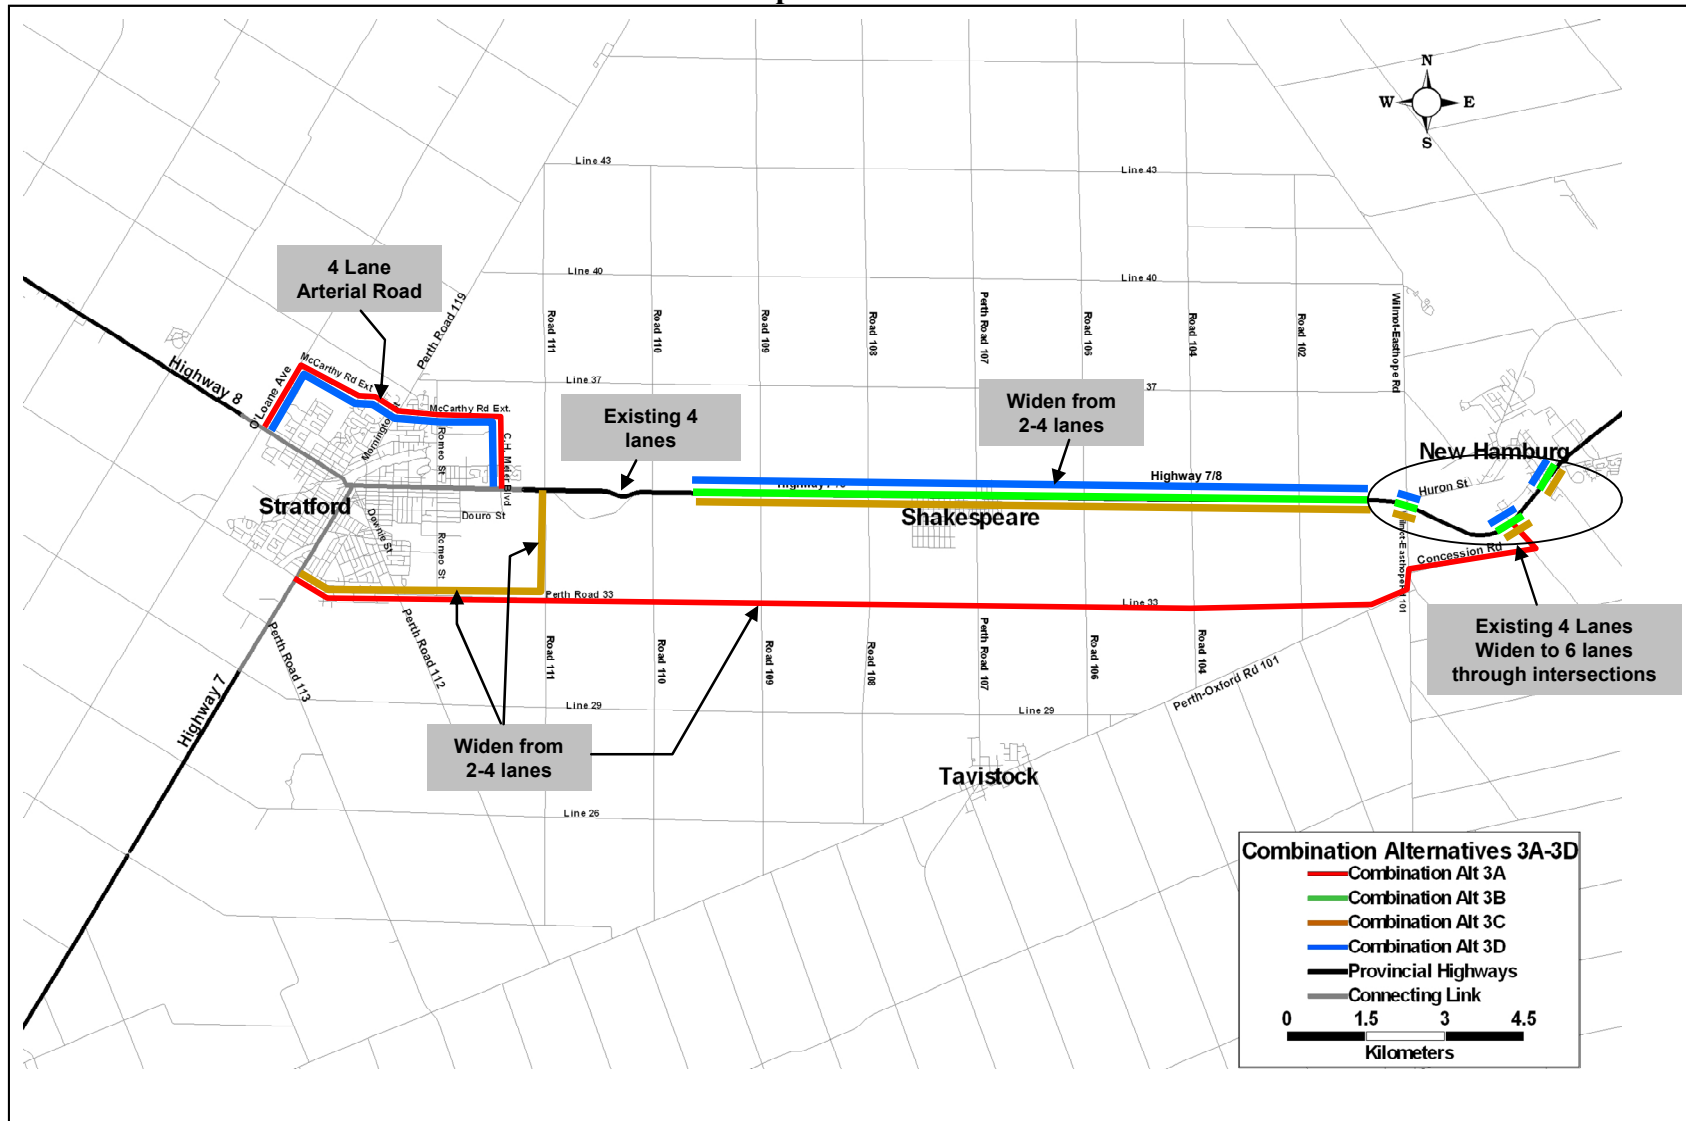 N
W E
S
Line 43
Line 43
4 Lane
Arterial Road
Line 40
Line 40
Perth Road 119
Road 111
Road 110
Road 109
Road 108
Perth Road 107
Road 106
Road 104
Road 102
Wilmot-Easthope Rd
Highway 8
O'Loane Ave
McCarthy Rd Ext
McCarthy Rd Ext.
Line 37
37
Existing 4
lanes
Widen from
2-4 lanes
Romeo St
C.H. Meier Blvd
New Hamburg
Highway 7/8
Huron St
Stratford
Douro St
Downie St
Romeo St
Shakespeare
Concession Rd
Perth Road 33
Line 33
Existing 4 Lanes
Widen to 6 lanes
through intersections
Perth Road 113
Perth Road 112
Road 111
Road 110
Road 109
Road 108
Perth Road 107
Road 106
Road 104
Perth-Oxford Rd 101
Highway 7
Line 29
Line 29
Widen from
2-4 lanes
Tavistock
Line 26
Combination Alternatives 3A-3D
Combination Alt 3A
Combination Alt 3B
Combination Alt 3C
Combination Alt 3D
Provincial Highways
Connecting Link
0 1.5 3 4.5
Kilometers